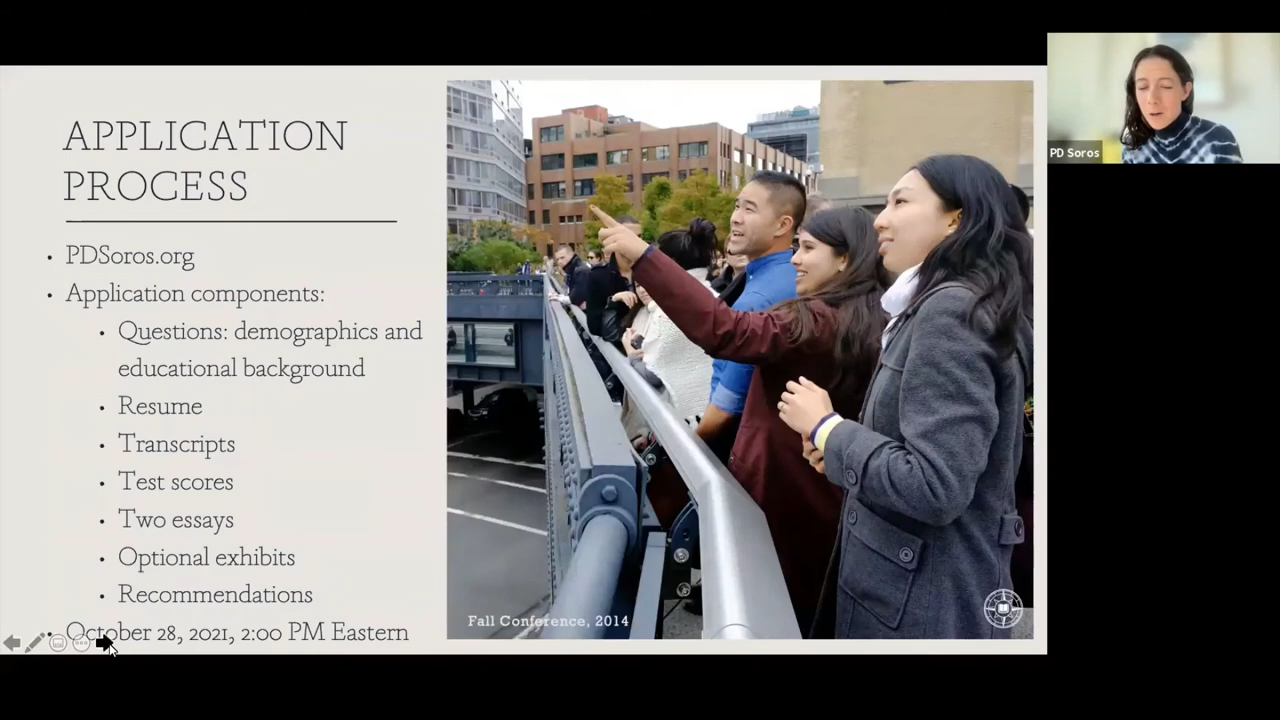 APPLICATION
PROCESS
• PDSoros.org
• Application components:
• Questions: demographics and
educational background
• Resume
• Transcripts
• Test scores
• Two essays
• Optional exhibits
• Recommendations
• October 28, 2021, 2:00 PM Eastern
Fall Conference, 2014
PD Soros